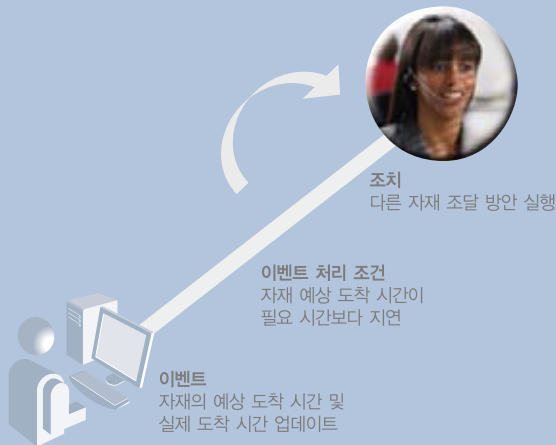 조치
다른 자재 조달 방안 실행
이벤트 처리 조건
자재 예상 도착 시간이
필요 시간보다 지연
이벤트
자재의 예상 도착 시간 및
실제 도착 시간 업데이트